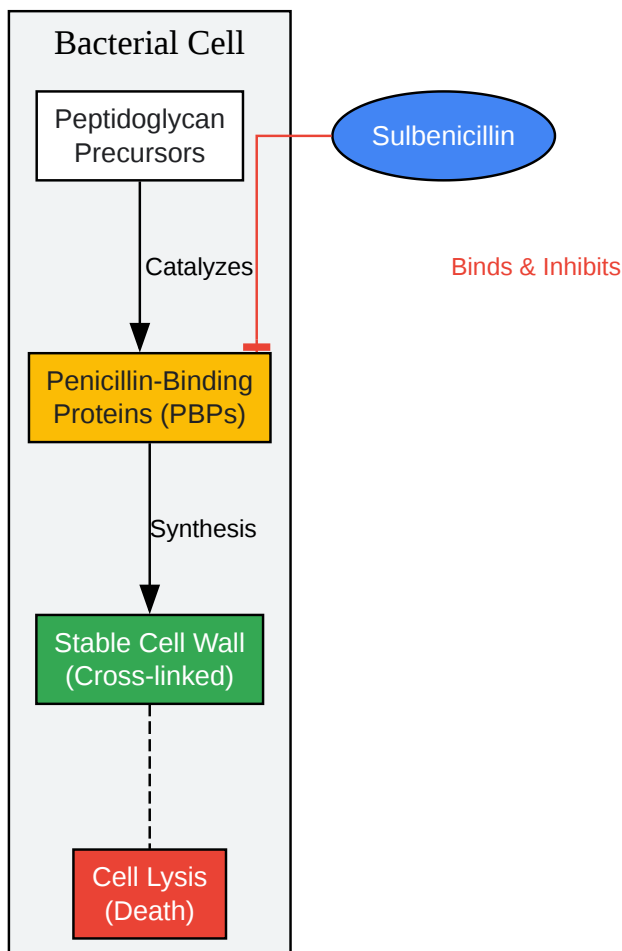 Bacterial Cell
Peptidoglycan
Precursors
Sulbenicillin
Catalyzes
Binds & Inhibits
Penicillin-Binding
Proteins (PBPs)
Synthesis
Stable Cell Wall
(Cross-linked)
Cell Lysis
(Death)